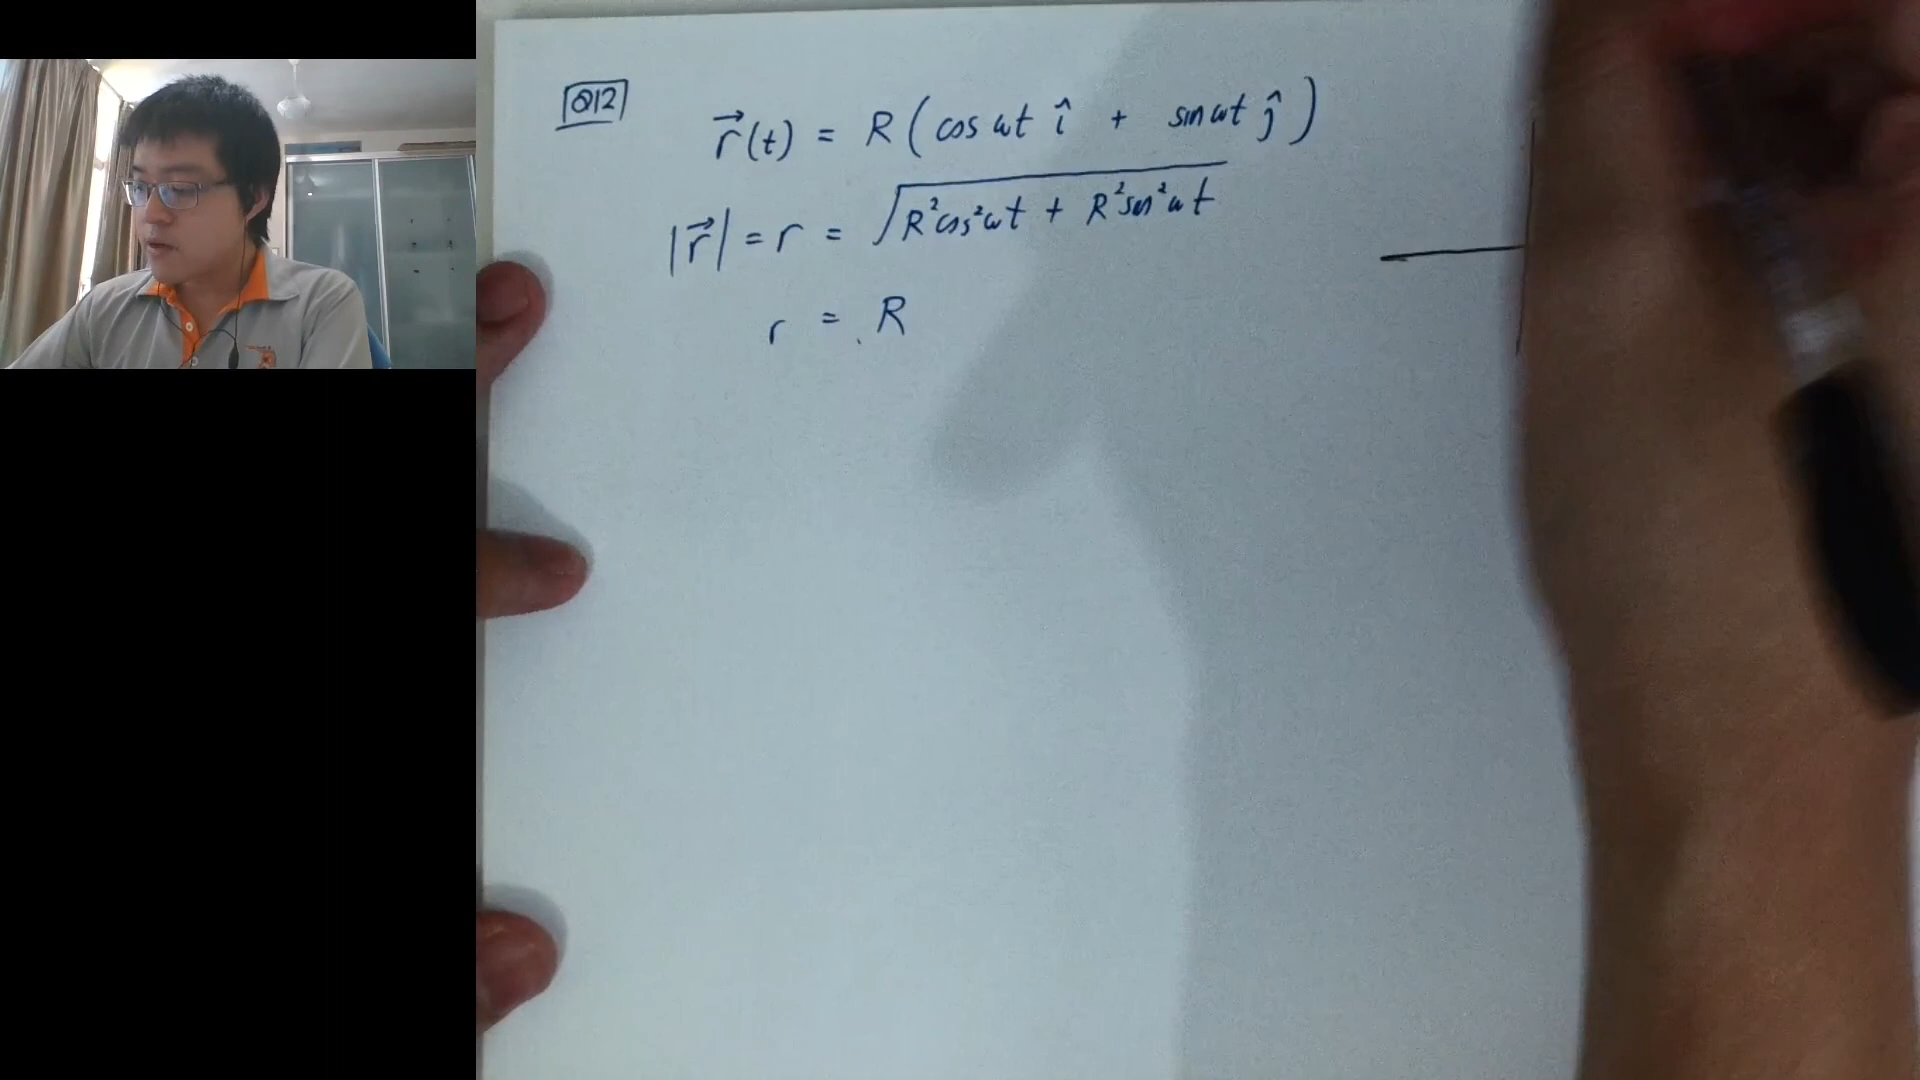 Q12
r⃗(t) = R(cos ωt î + sin ωt ĵ)
|r⃗| = r = √(R²cos²ωt + R²sin²ωt)
r = R